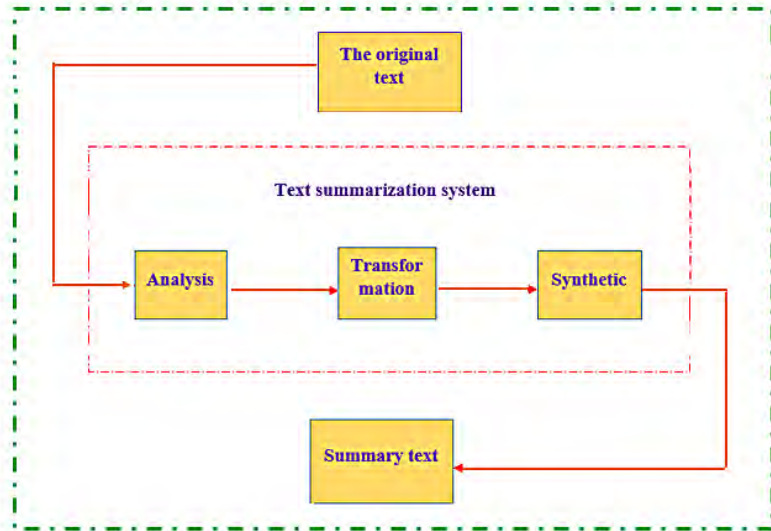 The original
text
Text summarization system
Analysis
Transfor
mation
Synthetic
Summary text